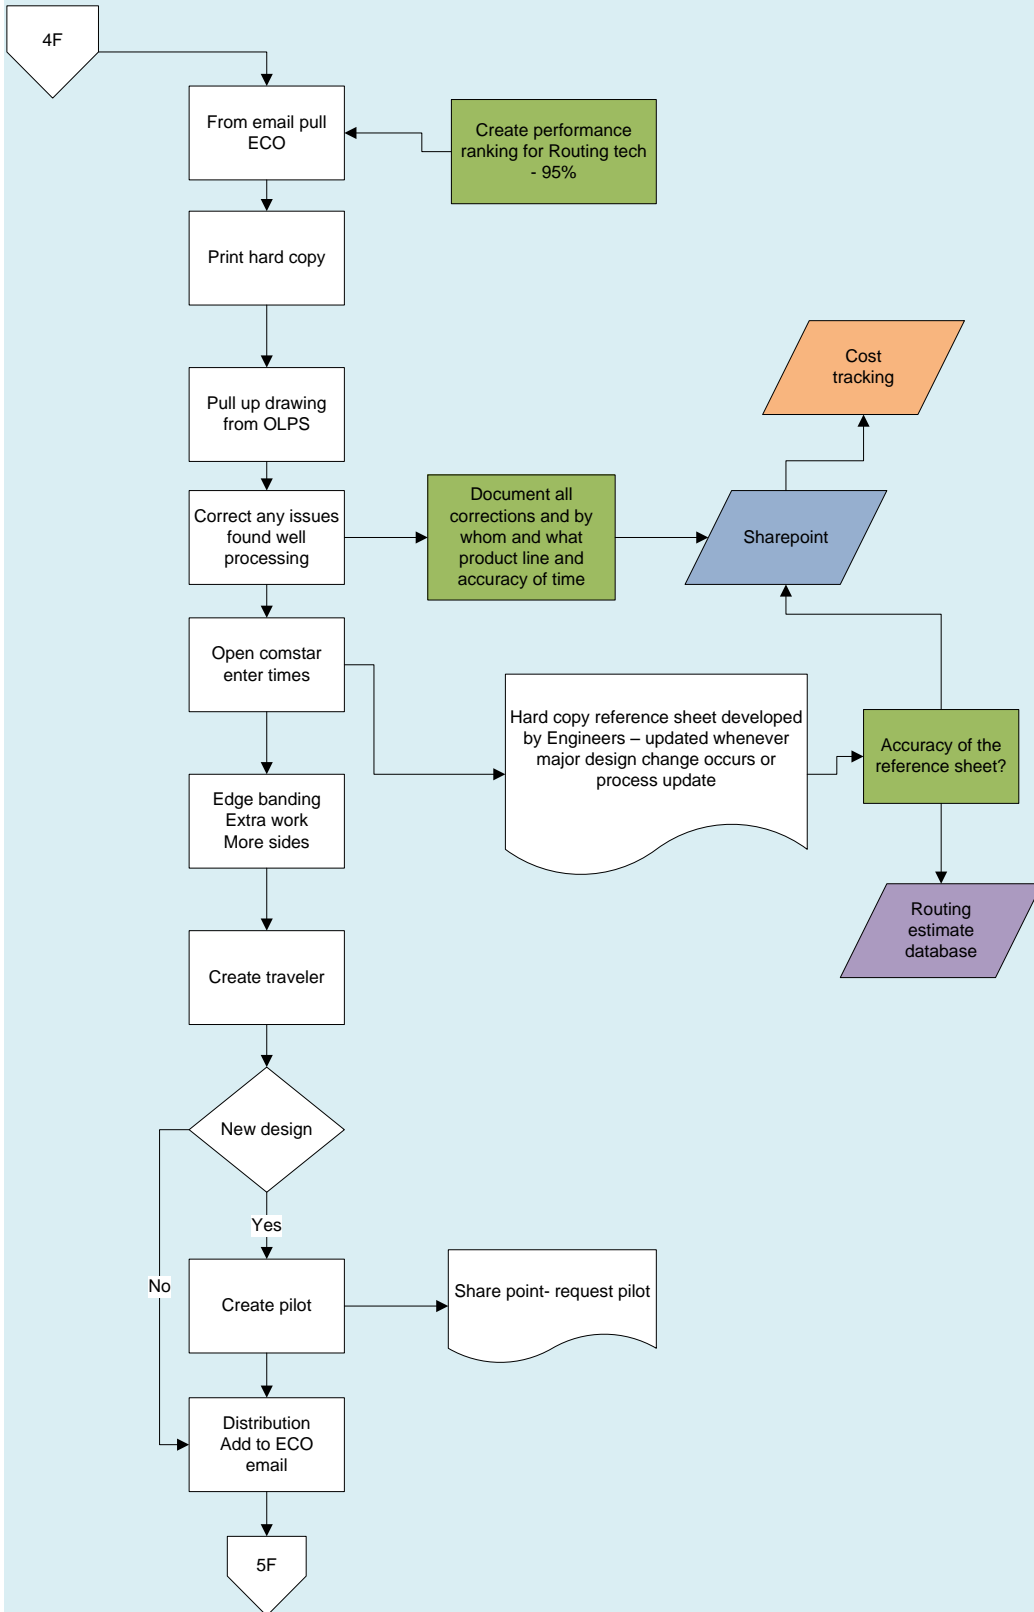 4F
From email pull
ECO
Create performance
ranking for Routing tech
- 95%
Print hard copy
Cost
tracking
Pull up drawing
from OLPS
Correct any issues
found well
processing
Document all
corrections and by
whom and what
product line and
accuracy of time
Sharepoint
Open comstar
enter times
Hard copy reference sheet developed
by Engineers – updated whenever
major design change occurs or
process update
Accuracy of the
reference sheet?
Edge banding
Extra work
More sides
Routing
estimate
database
Create traveler
New design
Yes
No
Create pilot
Share point- request pilot
Distribution
Add to ECO
email
5F